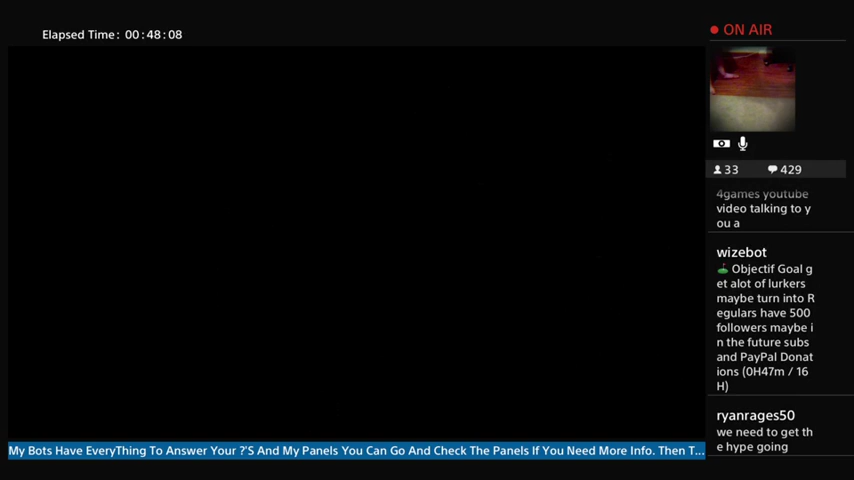 Elapsed Time: 00:48:08
ON AIR
33 429
4games youtube
video talking to y
ou a
wizebot
Objectif Goal g
et alot of lurkers
maybe turn into R
egulars have 500
followers maybe i
n the future subs
and PayPal Donat
ions (0H47m / 16
H)
ryanrages50
we need to get th
e hype going
My Bots Have EveryThing To Answer Your ?'S And My Panels You Can Go And Check The Panels If You Need More Info. Then T...